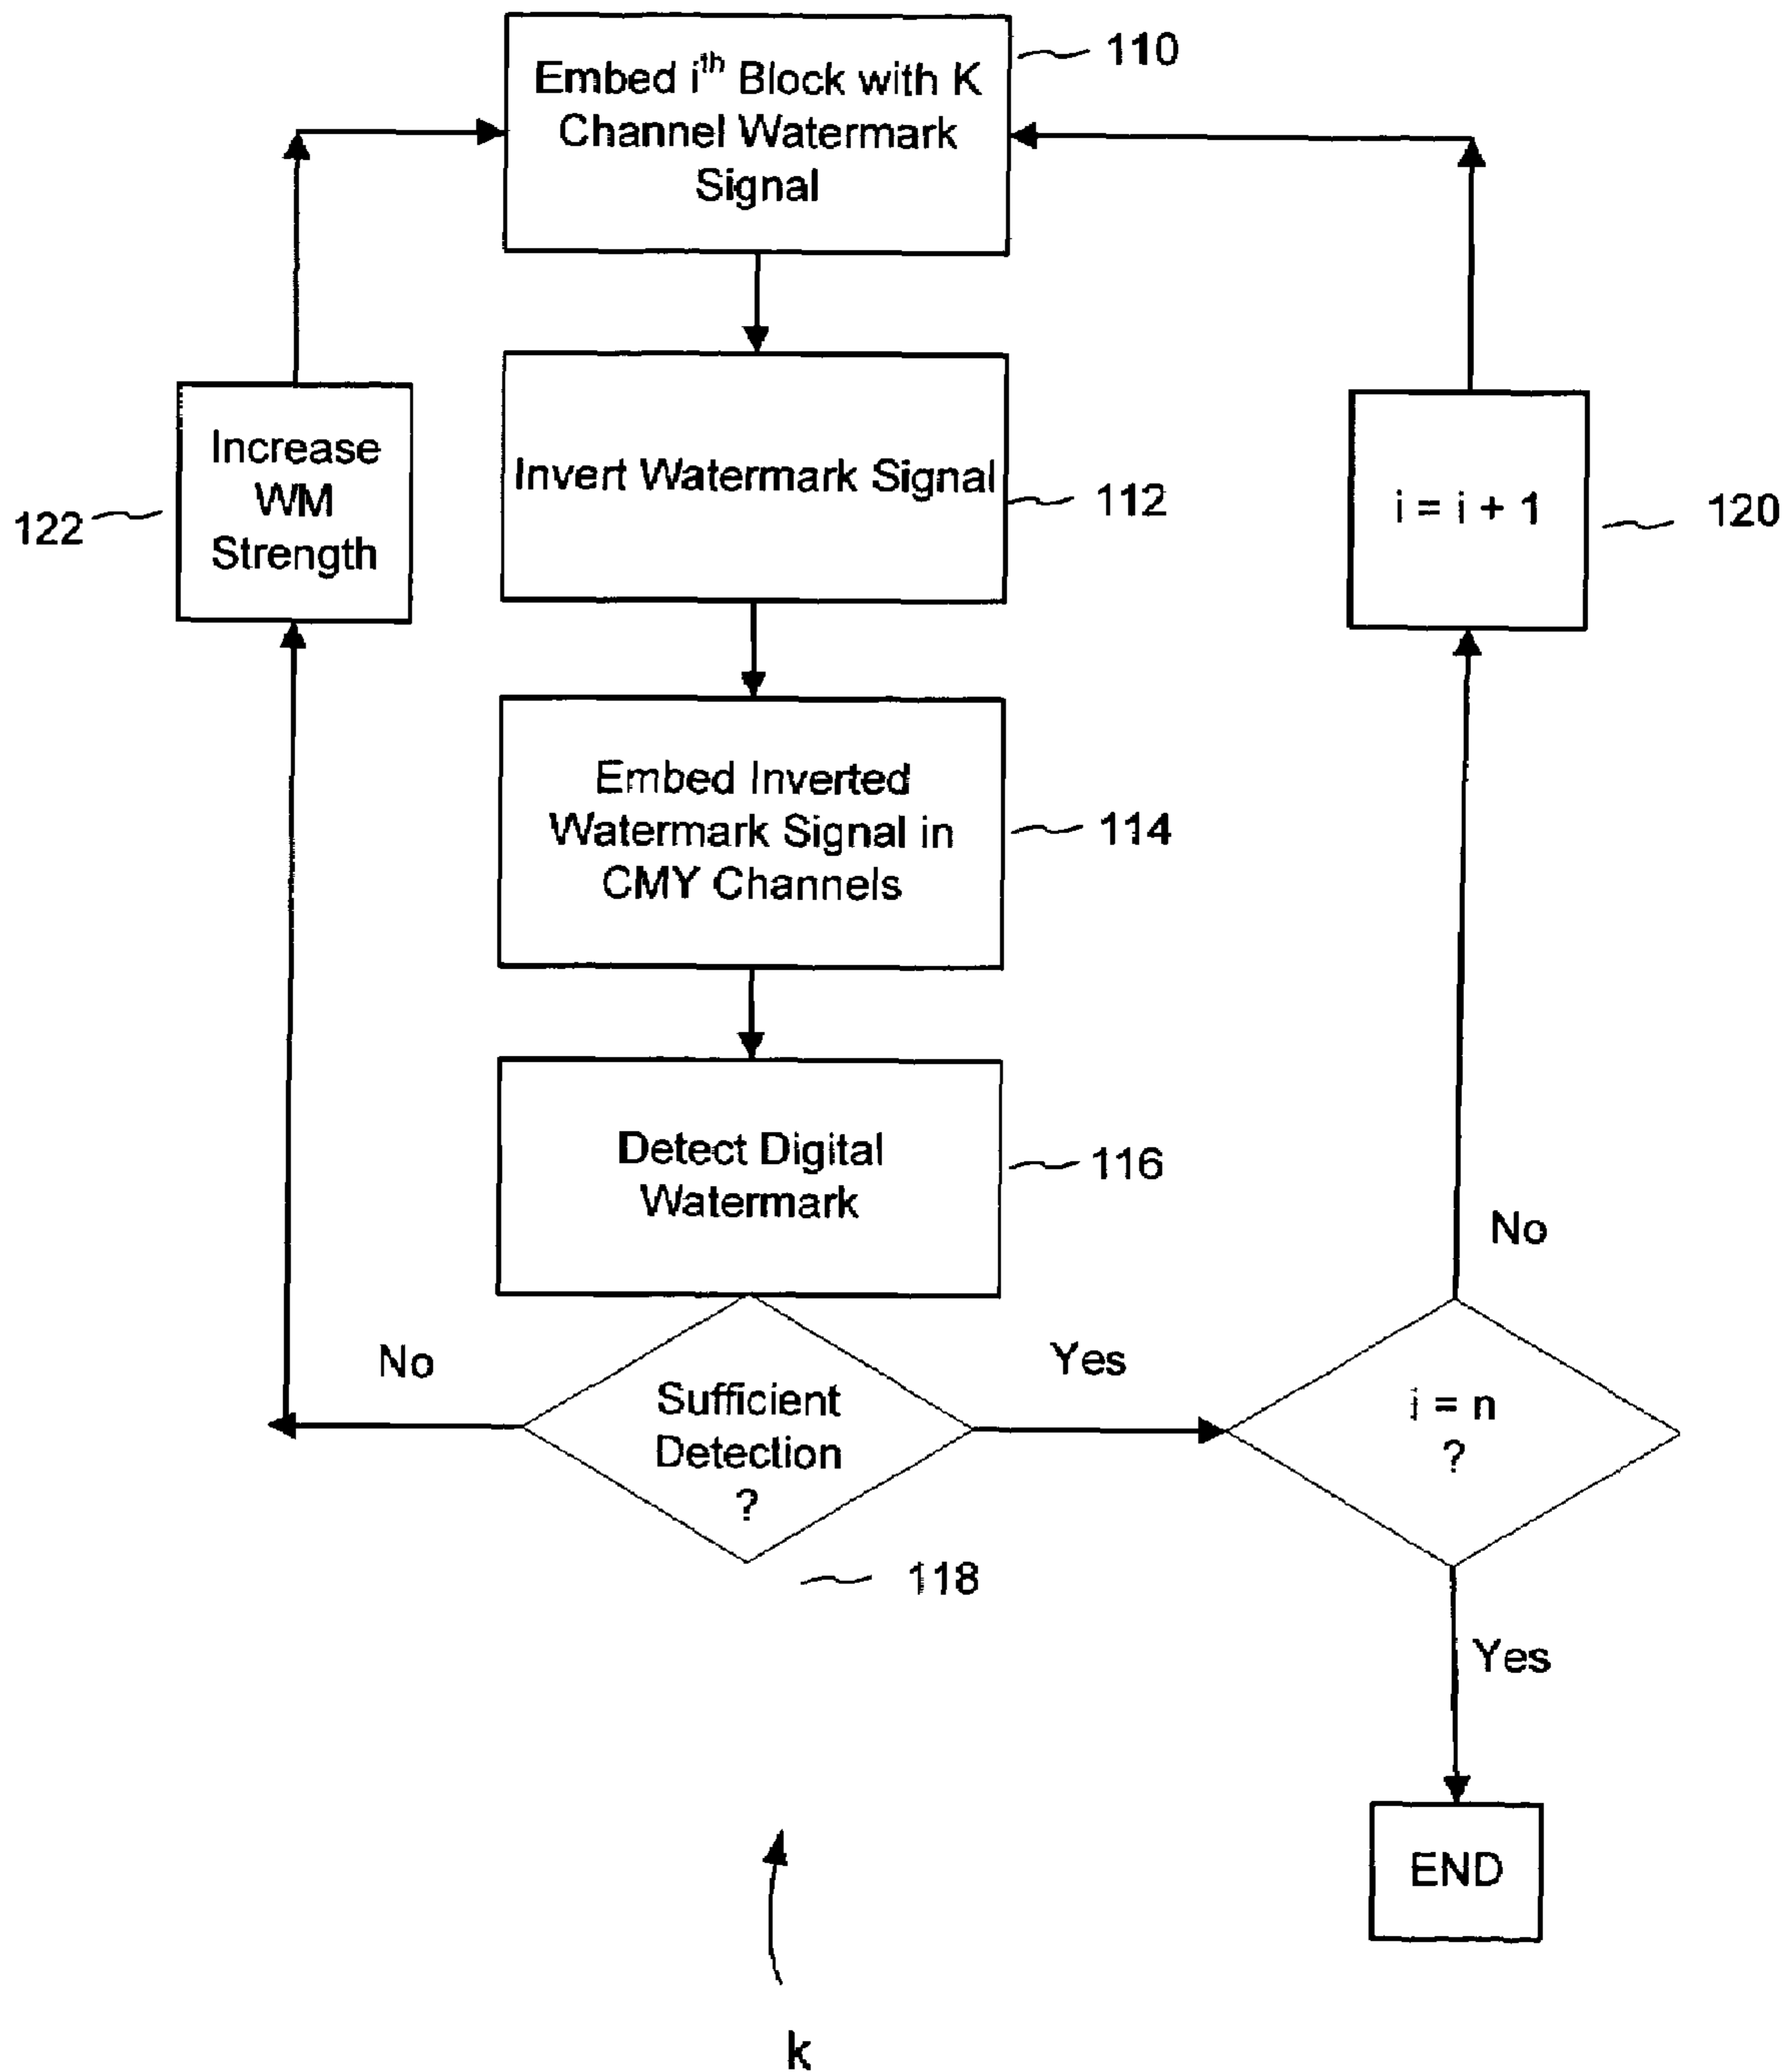 Embed ith Block with K
Channel Watermark
Signal
110
Increase
WM
Strength
122
Invert Watermark Signal
112
i = i + 1
120
Embed Inverted
Watermark Signal in
CMY Channels
114
Detect Digital
Watermark
116
No
No
Sufficient
Detection
?
Yes
i = n
?
118
Yes
END
k